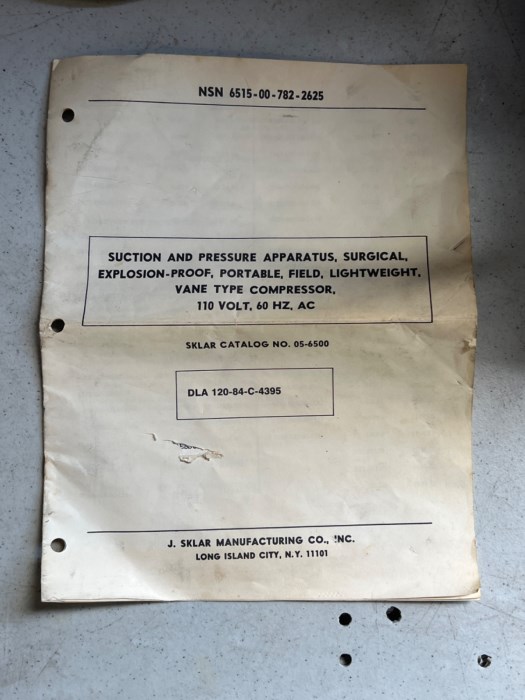 NSN 6515-00-782-2625
SUCTION AND PRESSURE APPARATUS, SURGICAL,
EXPLOSION-PROOF, PORTABLE, FIELD, LIGHTWEIGHT,
VANE TYPE COMPRESSOR,
110 VOLT, 60 HZ, AC
SKLAR CATALOG NO. 05-6500
DLA 120-84-C-4395
J. SKLAR MANUFACTURING CO., INC.
LONG ISLAND CITY, N.Y. 11101